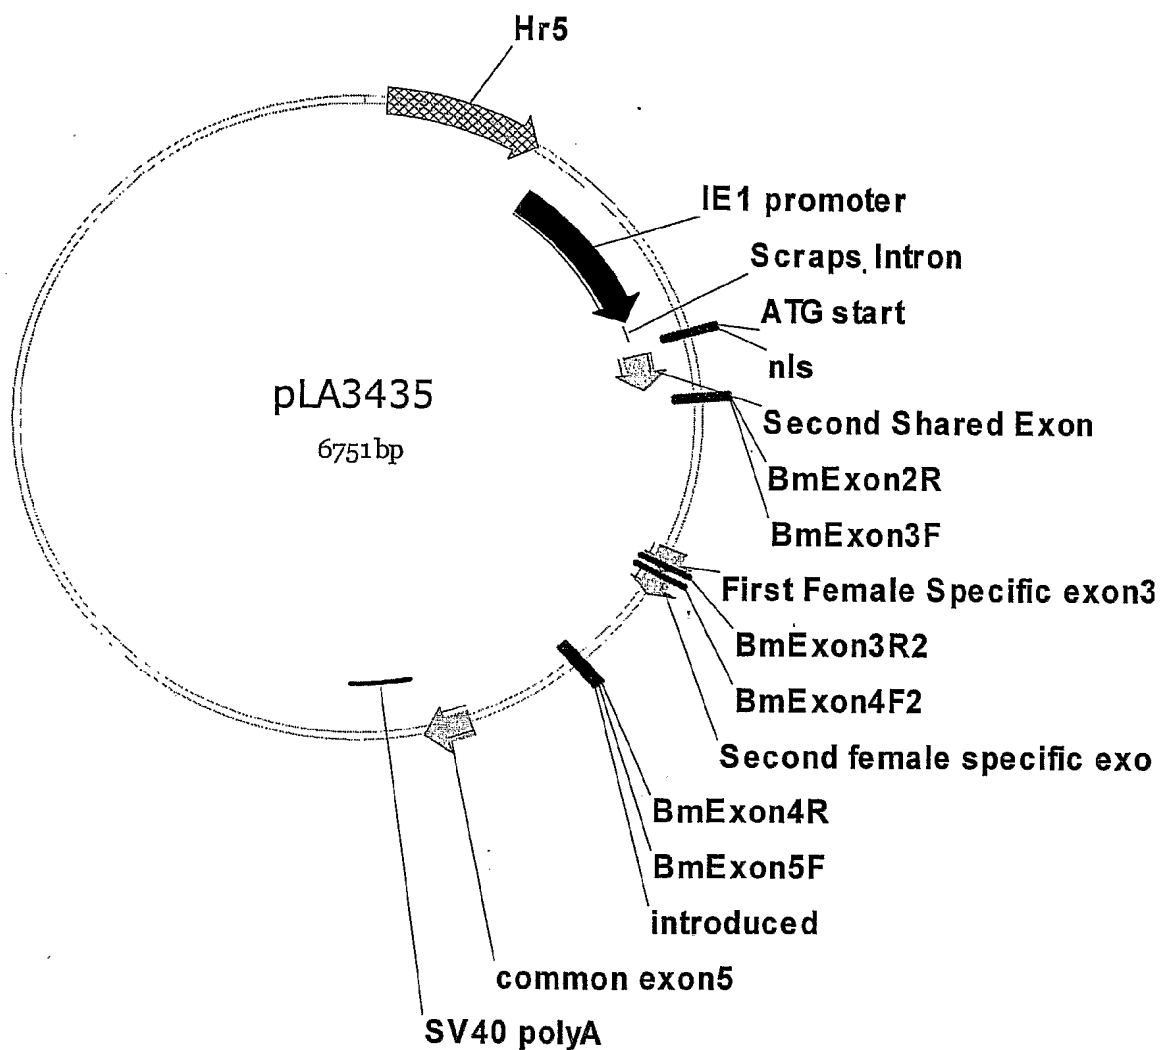 Hr5
IE1 promoter
Scraps Intron
ATG start
nls
pLA3435
6751bp
Second Shared Exon
BmExon2R
BmExon3F
First Female Specific exon3
BmExon3R2
BmExon4F2
Second female specific exo
BmExon4R
BmExon5F
introduced
common exon5
SV40 polyA